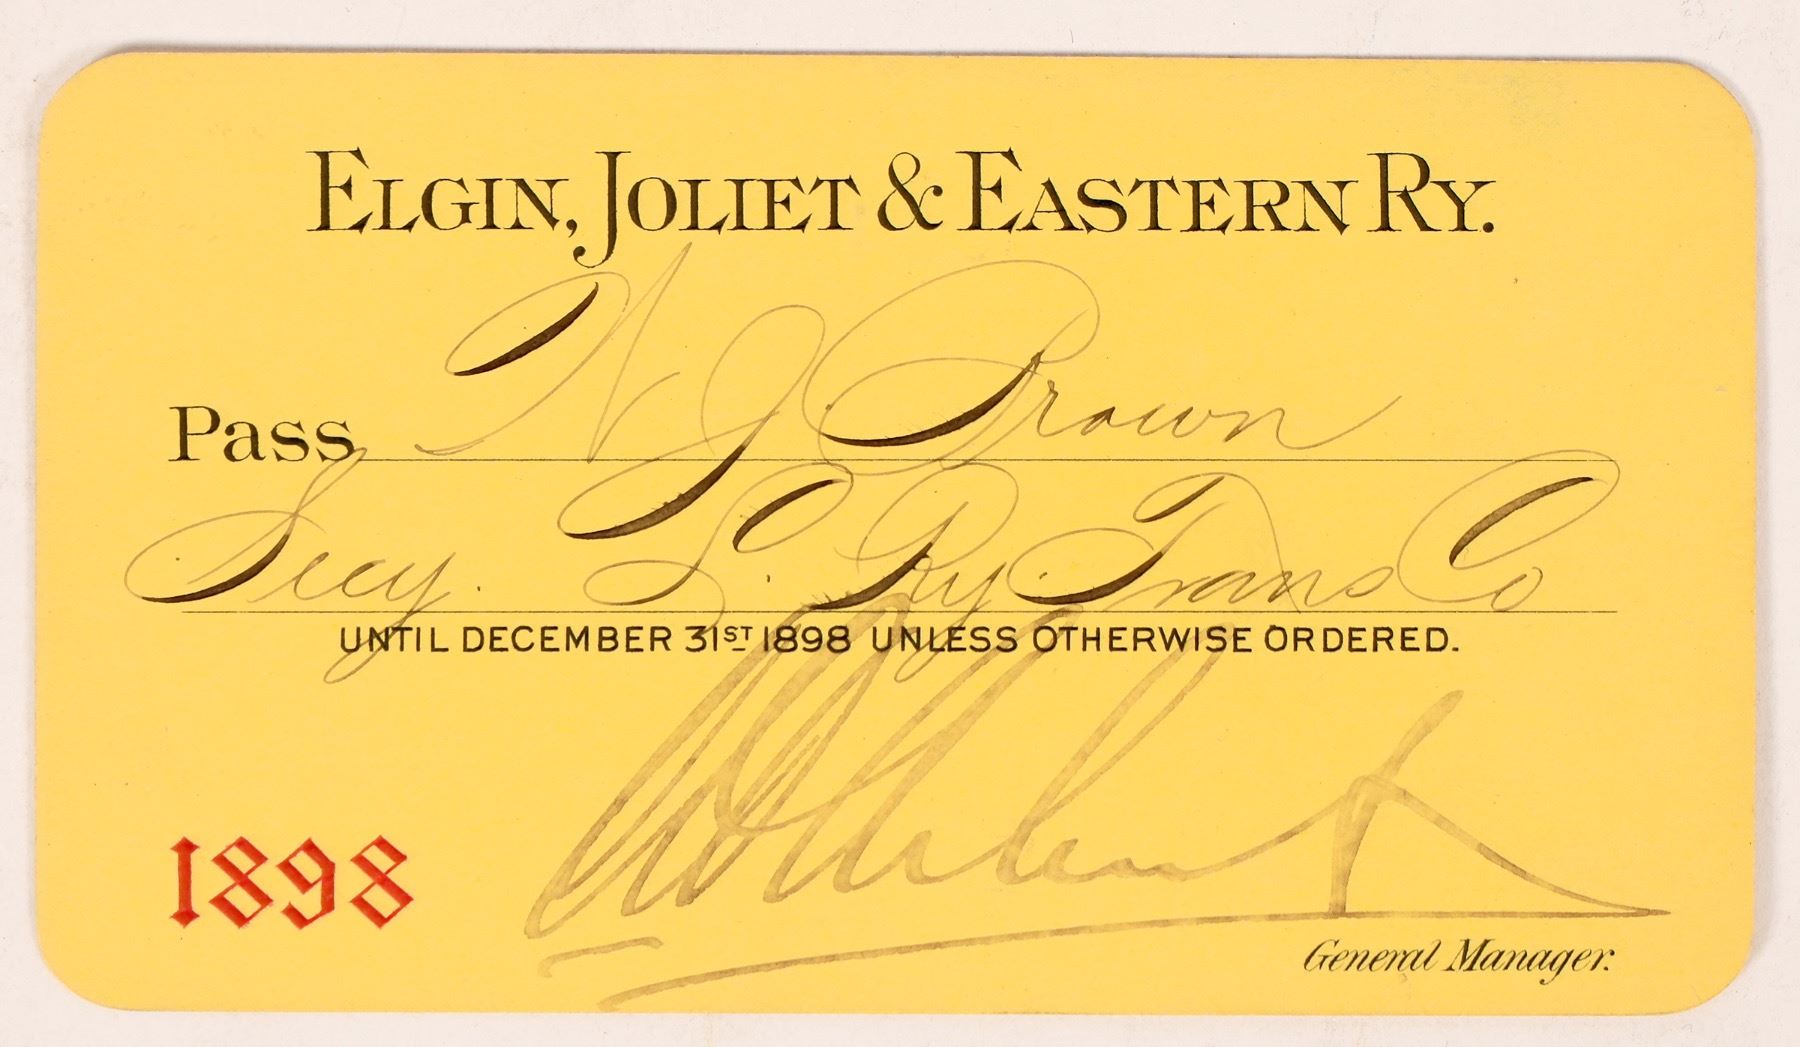 ELGIN, JOLIET & EASTERN RY.
Pass N J Brown
Secy. S. Ry Trans Co
UNTIL DECEMBER 31ST 1898 UNLESS OTHERWISE ORDERED.
1898
General Manager.